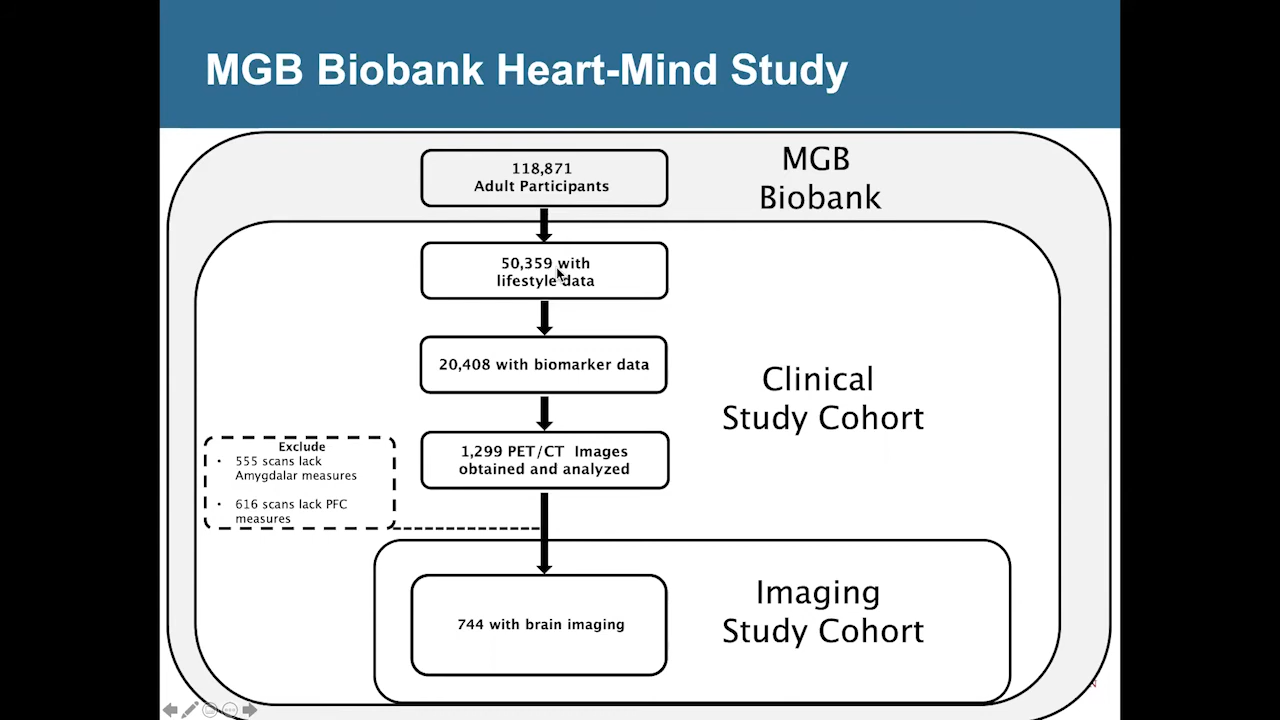 MGB Biobank Heart-Mind Study
118,871
Adult Participants
MGB
Biobank
50,359 with
lifestyle data
20,408 with biomarker data
Clinical
Study Cohort
1,299 PET/CT Images
obtained and analyzed
Exclude
• 555 scans lack
Amygdalar measures
• 616 scans lack PFC
measures
744 with brain imaging
Imaging
Study Cohort